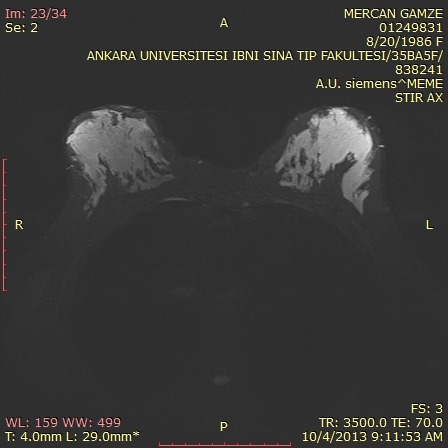 Im: 23/34
Se: 2
A
MERCAN GAMZE
01249831
8/20/1986 F
ANKARA UNIVERSITESI IBNI SINA TIP FAKULTESI/35BA5F/
838241
A.U. siemens^MEME
STIR AX
R
L
WL: 159 WW: 499
T: 4.0mm L: 29.0mm*
P
FS: 3
TR: 3500.0 TE: 70.0
10/4/2013 9:11:53 AM